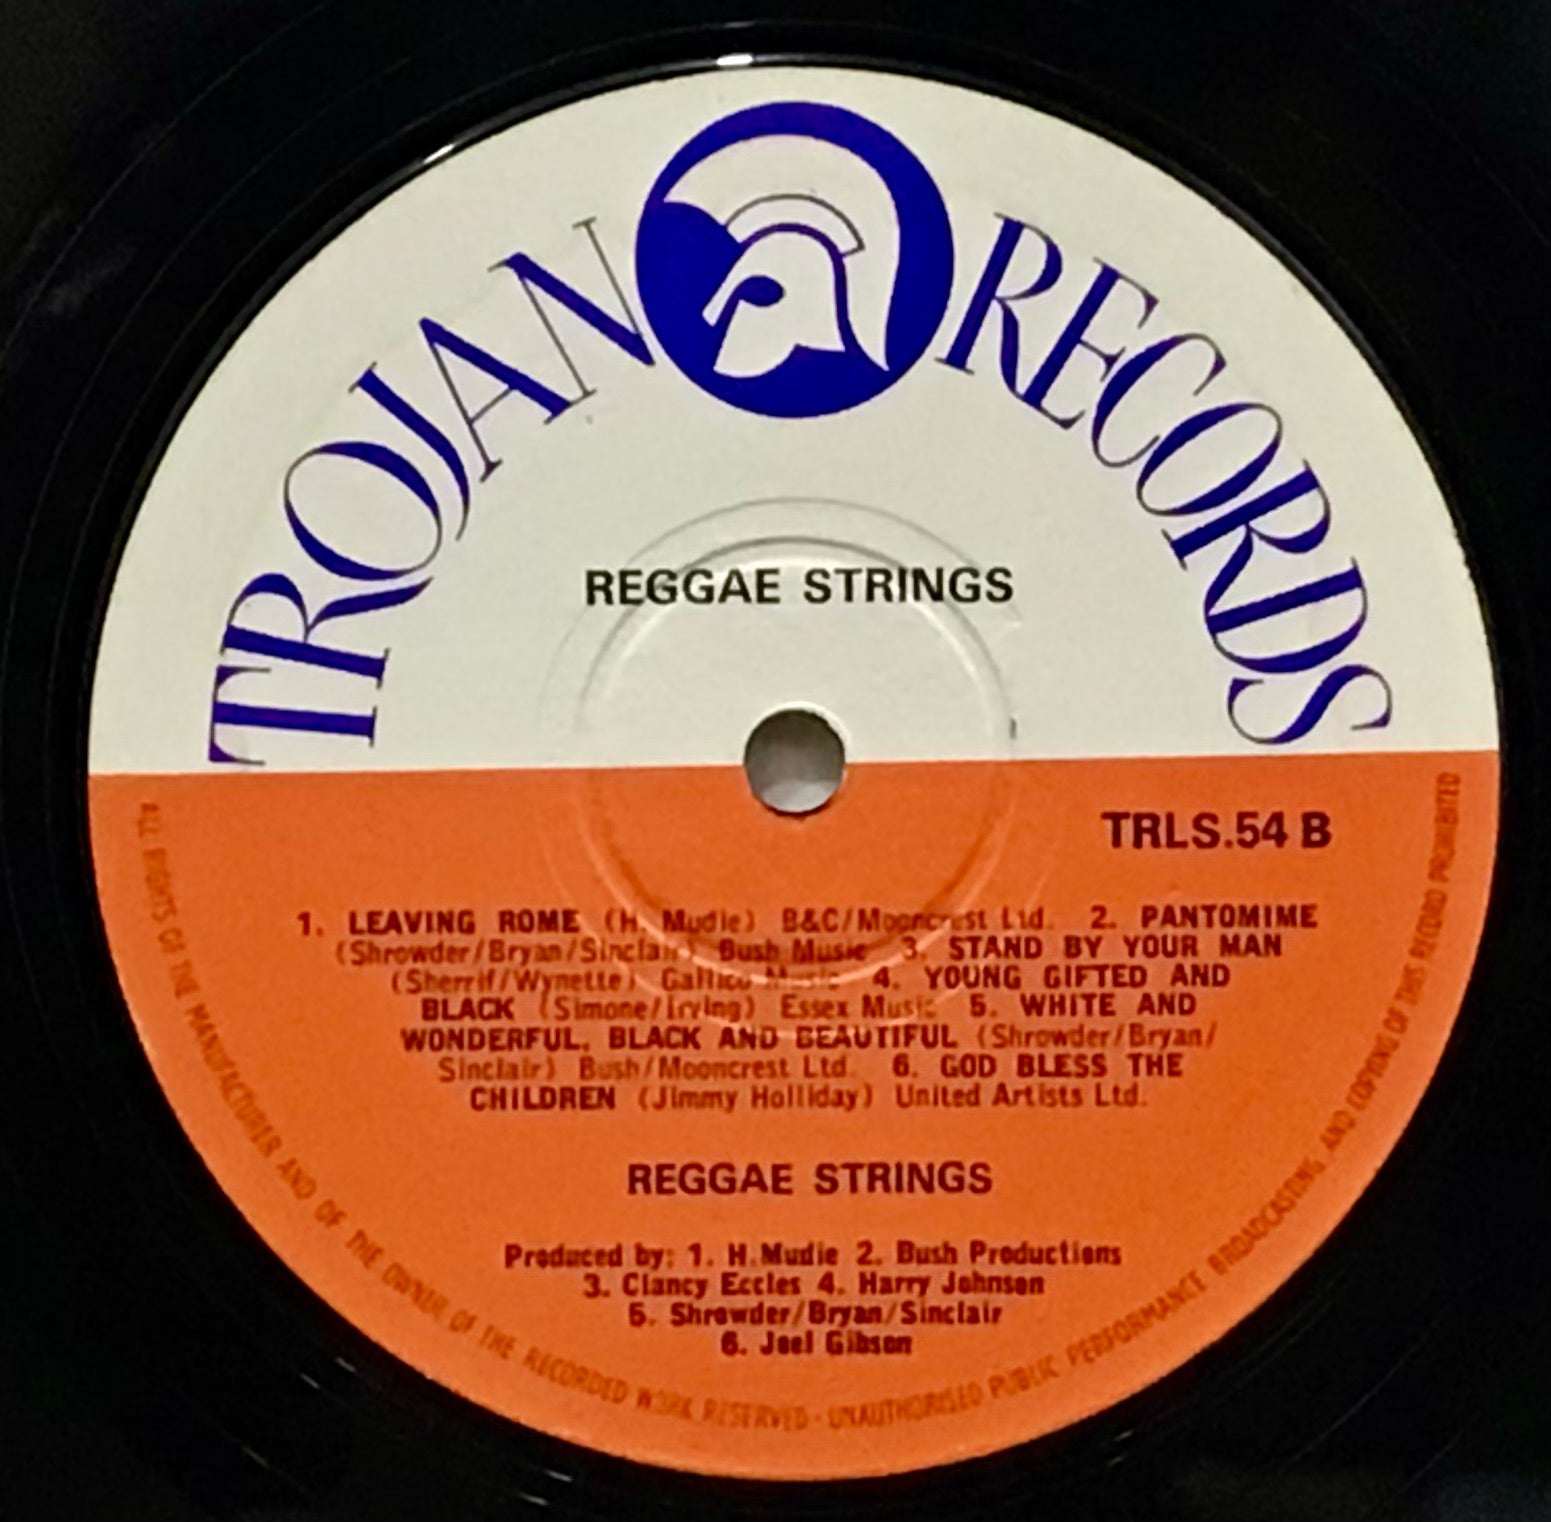 TROJAN RECORDS
REGGAE STRINGS
TRLS.54 B
1. LEAVING ROME (H. Mudie) B&C/Mooncrest Ltd. 2. PANTOMIME
(Shrowder/Bryan/Sinclair) Bush Music 3. STAND BY YOUR MAN
(Sherrif/Wynette) Gallico Music 4. YOUNG GIFTED AND
BLACK (Simone/Irving) Essex Music 5. WHITE AND
WONDERFUL, BLACK AND BEAUTIFUL (Shrowder/Bryan/
Sinclair) Bush/Mooncrest Ltd. 6. GOD BLESS THE
CHILDREN (Jimmy Holliday) United Artists Ltd.
REGGAE STRINGS
Produced by: 1. H.Mudie 2. Bush Productions
3. Clancy Eccles 4. Harry Johnson
5. Shrowder/Bryan/Sinclair
6. Joel Gibson
ALL RIGHTS OF THE MANUFACTURER AND OF THE OWNER OF THE RECORDED WORK RESERVED - UNAUTHORISED PUBLIC PERFORMANCE BROADCASTING AND COPYING OF THIS RECORD PROHIBITED